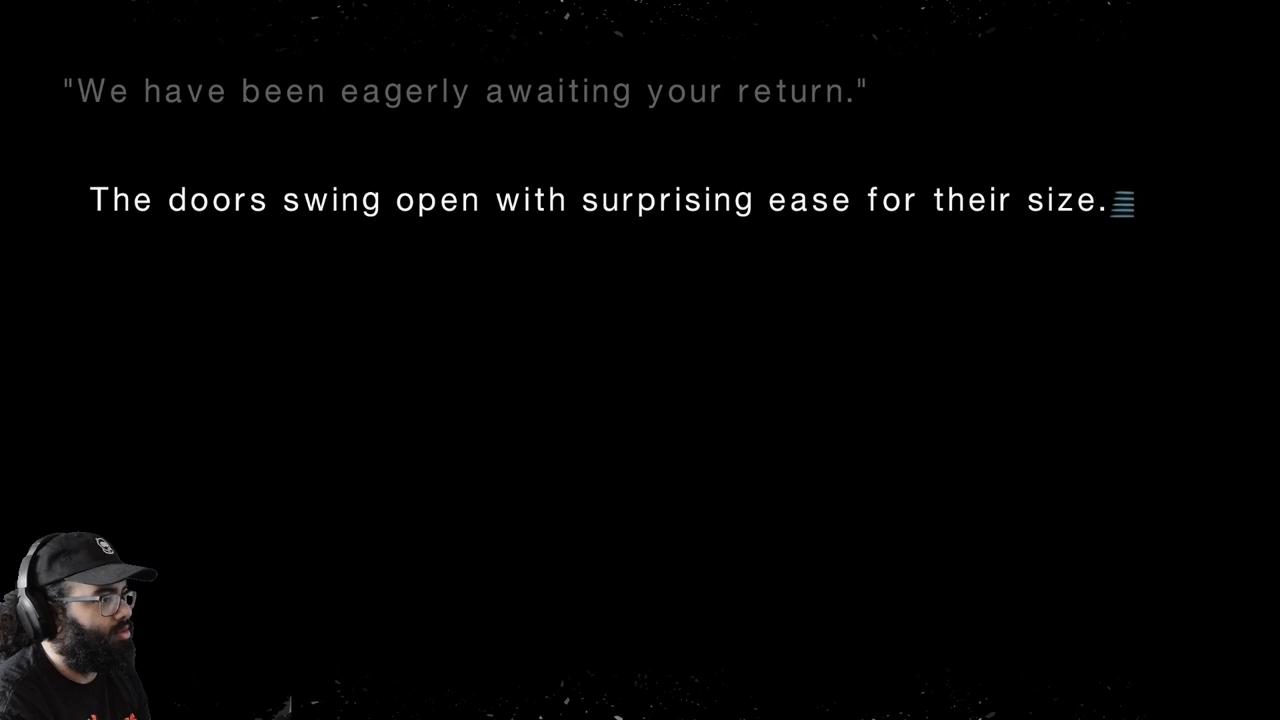 "We have been eagerly awaiting your return."
The doors swing open with surprising ease for their size.